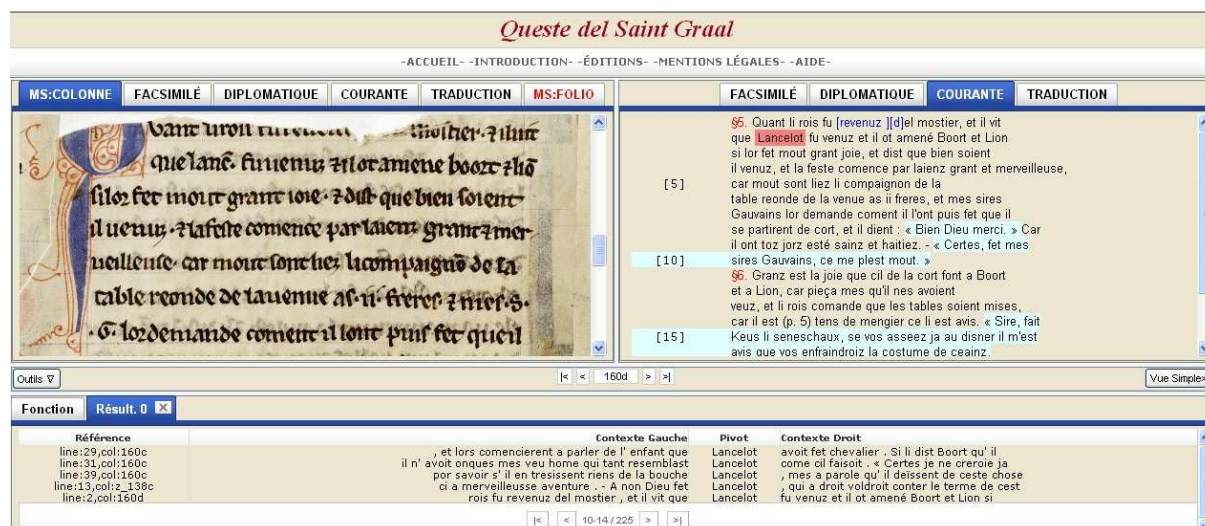 Queste del Saint Graal
-ACCUEIL- -INTRODUCTION- -ÉDITIONS- -MENTIONS LÉGALES- -AIDE-
MS:COLONNE FACSIMILÉ DIPLOMATIQUE COURANTE TRADUCTION MS:FOLIO
mostier · ⁊ iluit
que lanc̄. fu uenuz ⁊ il ot amene boorz ⁊ liō
si lor fet mout grant ioie · ⁊ dist que bien soient
il uenuz · ⁊ la feste comence par laienz grant ⁊ mer
ueilleuse · car mout sont liez li compaignō de la
table reonde de la uenue as ·ii· freres · ⁊ mes ·s·
·G· lor demande coment il lont puis fet que il
FACSIMILÉ DIPLOMATIQUE COURANTE TRADUCTION
§5. Quant li rois fu [revenuz ][d]el mostier, et il vit
que Lancelot fu venuz et il ot amené Boort et Lion
si lor fet mout grant joie, et dist que bien soient
il venuz, et la feste comence par laienz grant et merveilleuse,
[5] car mout sont liez li compaignon de la
table reonde de la venue as ii freres, et mes sires
Gauvains lor demande coment il l'ont puis fet que il
se partirent de cort, et il dient : « Bien Dieu merci. » Car
il ont toz jorz esté sainz et haitiez. - « Certes, fet mes
[10] sires Gauvains, ce me plest mout. »
§6. Granz est la joie que cil de la cort font a Boort
et a Lion, car pieça mes qu'il nes avoient
veuz, et li rois comande que les tables soient mises,
car il est (p. 5) tens de mengier ce li est avis. « Sire, fait
[15] Keus li seneschaux, se vos asseez ja au disner il m'est
avis que vos enfraindroiz la costume de ceainz.
Outils ∇ |< < 160d > >| Vue Simple»
Fonction Résult. 0 X
Référence Contexte Gauche Pivot Contexte Droit
line:29,col:160c , et lors comencierent a parler de l' enfant que Lancelot avoit fet chevalier . Si li dist Boort qu' il
line:31,col:160c il n' avoit onques mes veu home qui tant resemblast Lancelot come cil faisoit . « Certes je ne creroie ja
line:39,col:160c por savoir s' il en tresissent riens de la bouche Lancelot , mes a parole qu' il deïssent de ceste chose
line:13,col:z_138c ci a merveilleusse aventure . - A non Dieu fet Lancelot , qui a droit voldroit conter le terme de cest
line:2,col:160d rois fu revenuz del mostier , et il vit que Lancelot fu venuz et il ot amené Boort et Lion si
|< < 10-14 / 225 > >|